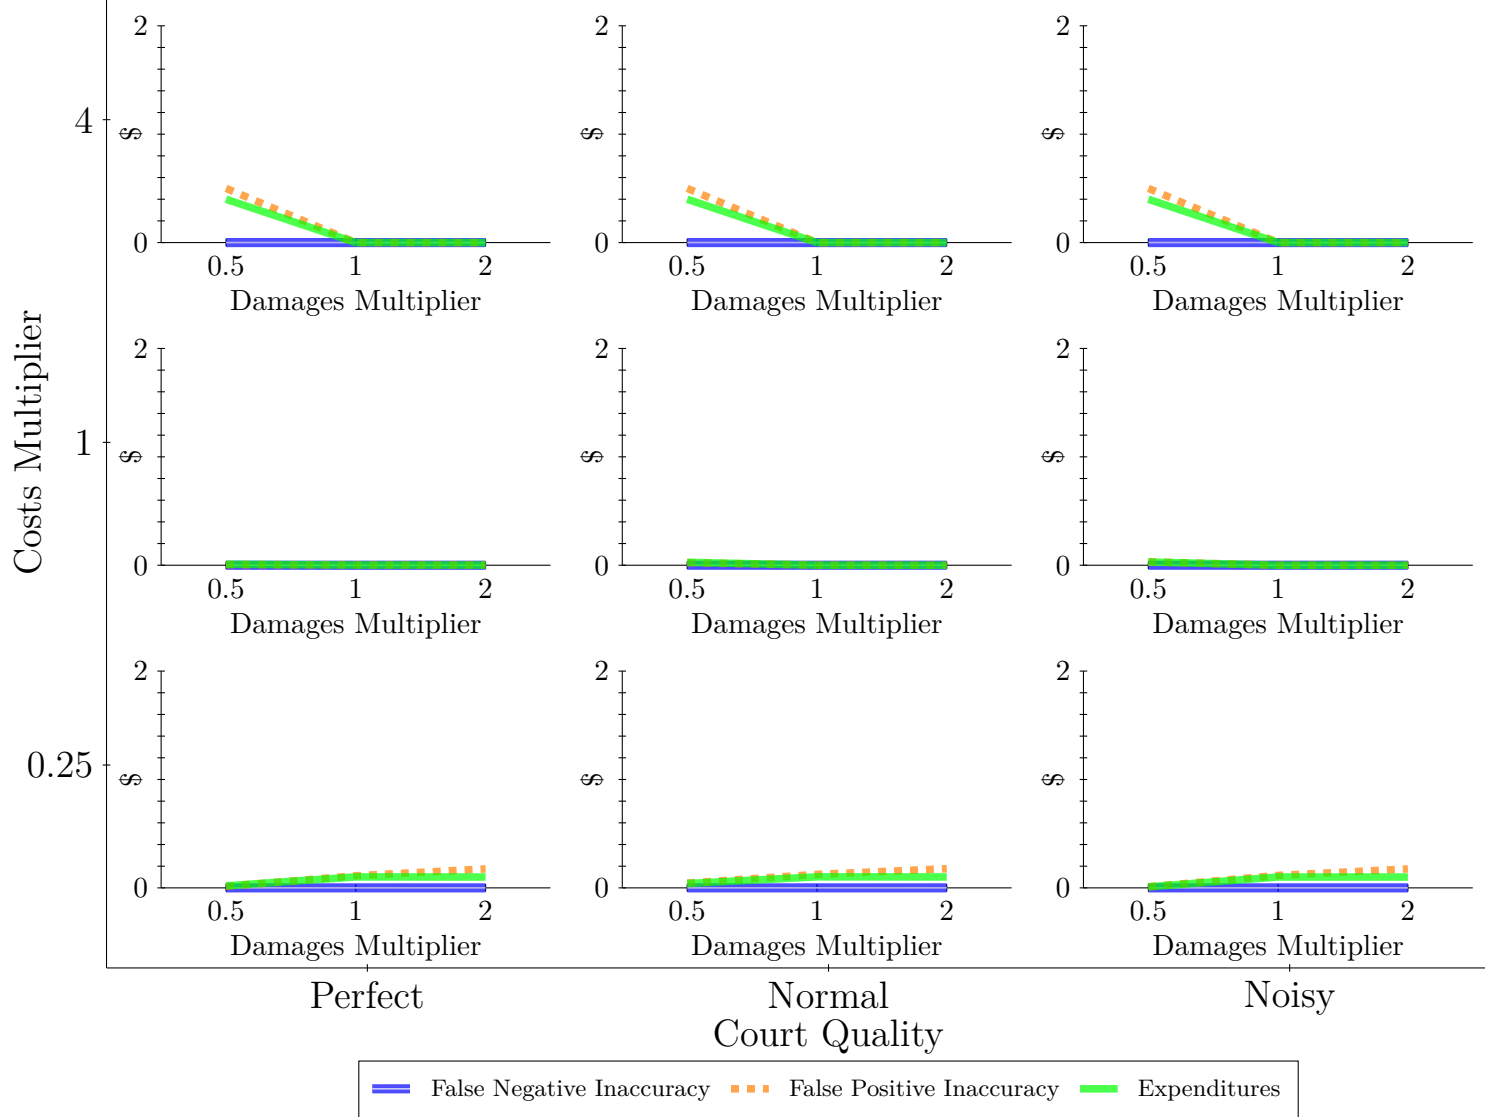 Costs Multiplier
4
2
$
0
0.5 1 2
Damages Multiplier
2
$
0
0.5 1 2
Damages Multiplier
2
$
0
0.5 1 2
Damages Multiplier
1
2
$
0
0.5 1 2
Damages Multiplier
2
$
0
0.5 1 2
Damages Multiplier
2
$
0
0.5 1 2
Damages Multiplier
0.25
2
$
0
0.5 1 2
Damages Multiplier
2
$
0
0.5 1 2
Damages Multiplier
2
$
0
0.5 1 2
Damages Multiplier
Perfect Normal Noisy
Court Quality
False Negative Inaccuracy False Positive Inaccuracy Expenditures